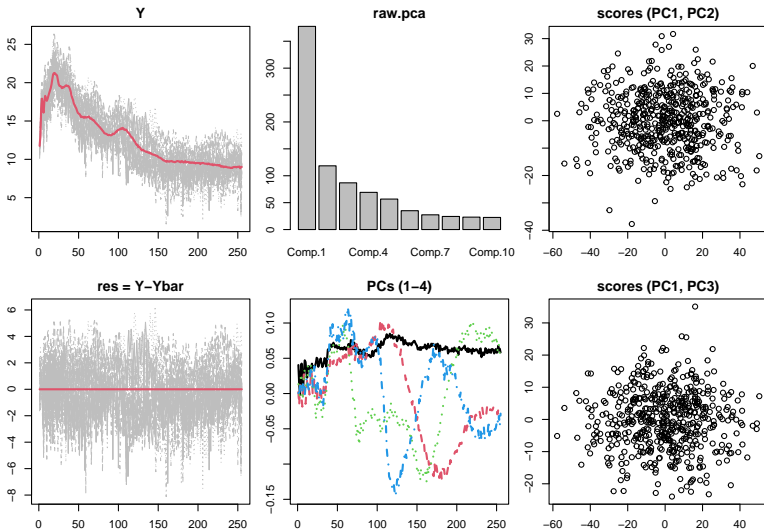 Y
25
20
15
10
5
0 50 100 150 200 250
raw.pca
300
200
100
50
0
Comp.1 Comp.4 Comp.7 Comp.10
scores (PC1, PC2)
30
20
10
0
−20
−40
−60 −40 −20 0 20 40
res = Y−Ybar
6
4
2
0
−2
−4
−6
−8
0 50 100 150 200 250
PCs (1−4)
0.10
0.05
0.00
−0.05
−0.15
0 50 100 150 200 250
scores (PC1, PC3)
30
20
10
0
−10
−20
−60 −40 −20 0 20 40